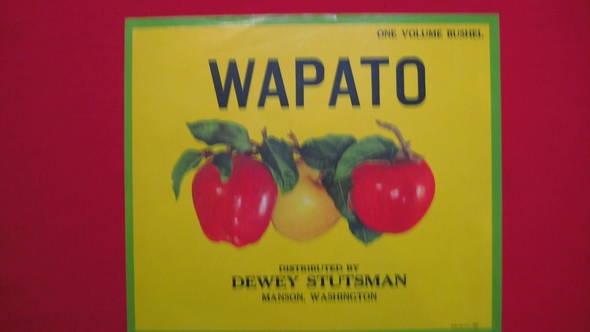 ONE VOLUME BUSHEL
WAPATO
DISTRIBUTED BY
DEWEY STUTSMAN
MANSON, WASHINGTON